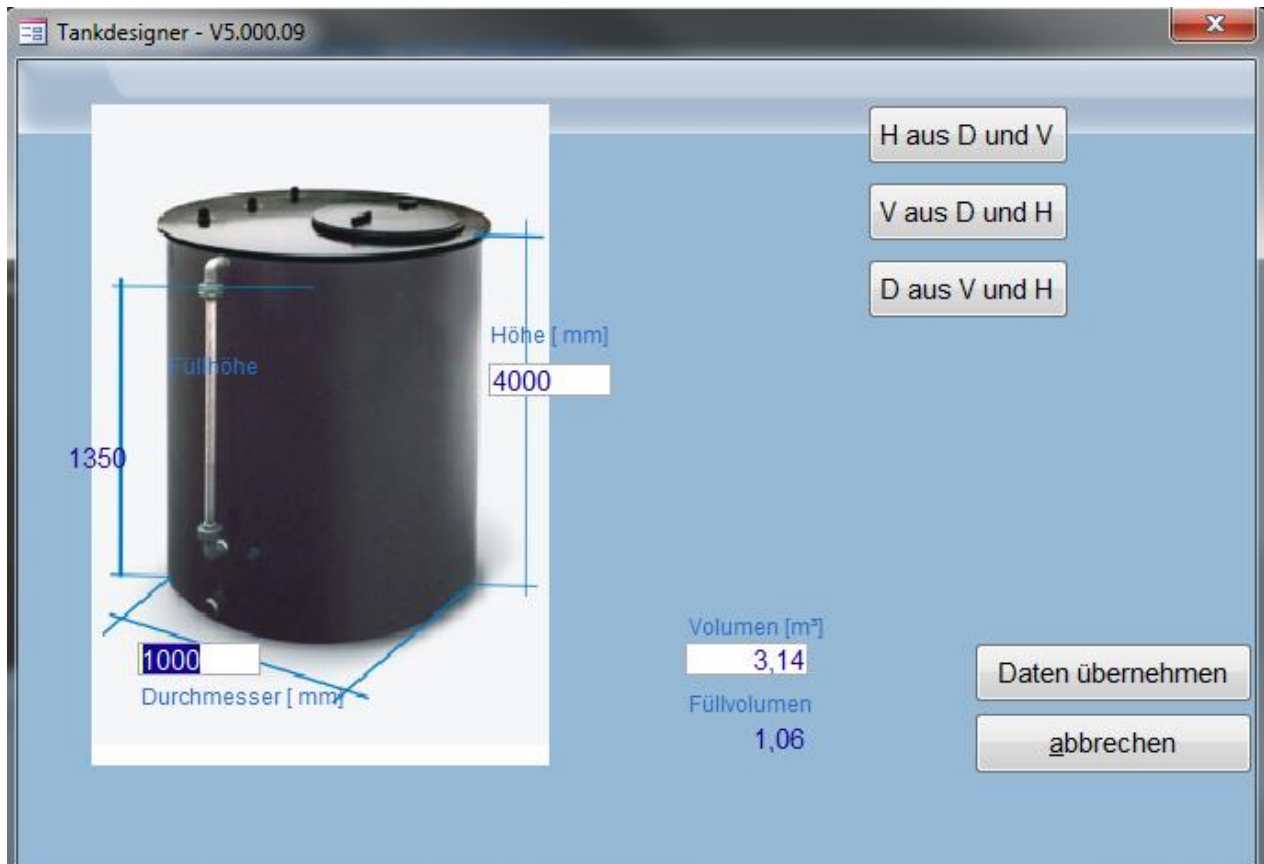 Tankdesigner - V5.000.09
H aus D und V
V aus D und H
D aus V und H
Höhe [ mm]
4000
Füllhöhe
1350
1000
Durchmesser [ mm]
Volumen [m³]
3,14
Füllvolumen
1,06
Daten übernehmen
abbrechen